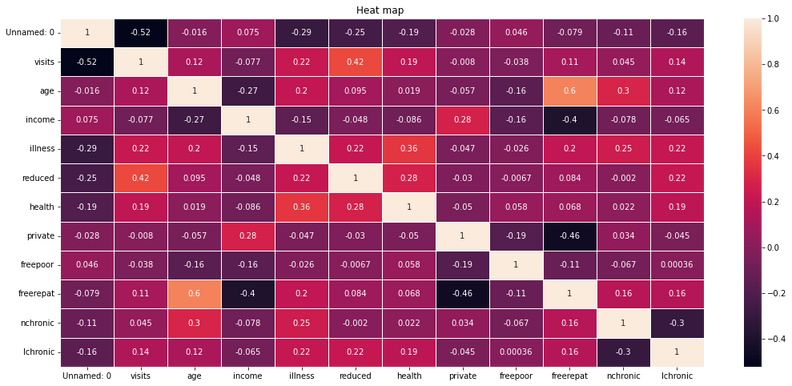 Heat map
Unnamed: 0 1 -0.52 -0.016 0.075 -0.29 -0.25 -0.19 -0.028 0.046 -0.079 -0.11 -0.16
visits -0.52 1 0.12 -0.077 0.22 0.42 0.19 -0.008 -0.038 0.11 0.045 0.14
age -0.016 0.12 1 -0.27 0.2 0.095 0.019 -0.057 -0.16 0.6 0.3 0.12
income 0.075 -0.077 -0.27 1 -0.15 -0.048 -0.086 0.28 -0.16 -0.4 -0.078 -0.065
illness -0.29 0.22 0.2 -0.15 1 0.22 0.36 -0.047 -0.026 0.2 0.25 0.22
reduced -0.25 0.42 0.095 -0.048 0.22 1 0.28 -0.03 -0.0067 0.084 -0.002 0.22
health -0.19 0.19 0.019 -0.086 0.36 0.28 1 -0.05 0.058 0.068 0.022 0.19
private -0.028 -0.008 -0.057 0.28 -0.047 -0.03 -0.05 1 -0.19 -0.46 0.034 -0.045
freepoor 0.046 -0.038 -0.16 -0.16 -0.026 -0.0067 0.058 -0.19 1 -0.11 -0.067 0.00036
freerepat -0.079 0.11 0.6 -0.4 0.2 0.084 0.068 -0.46 -0.11 1 0.16 0.16
nchronic -0.11 0.045 0.3 -0.078 0.25 -0.002 0.022 0.034 -0.067 0.16 1 -0.3
lchronic -0.16 0.14 0.12 -0.065 0.22 0.22 0.19 -0.045 0.00036 0.16 -0.3 1
Unnamed: 0 visits age income illness reduced health private freepoor freerepat nchronic lchronic
1.0
0.8
0.6
0.4
0.2
0.0
-0.2
-0.4